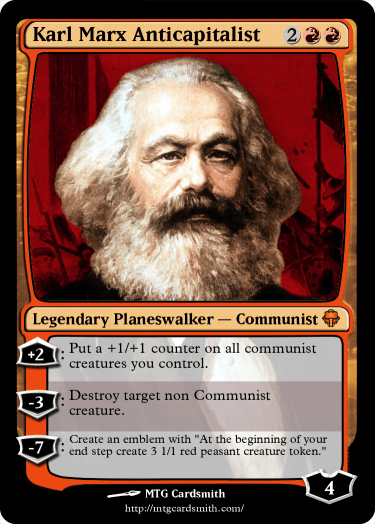 Karl Marx Anticapitalist 2
Legendary Planeswalker — Communist
+2 : Put a +1/+1 counter on all communist
creatures you control.
-3 : Destroy target non Communist
creature.
-7 : Create an emblem with "At the beginning of your
end step create 3 1/1 red peasant creature token."
4
MTG Cardsmith
http://mtgcardsmith.com/